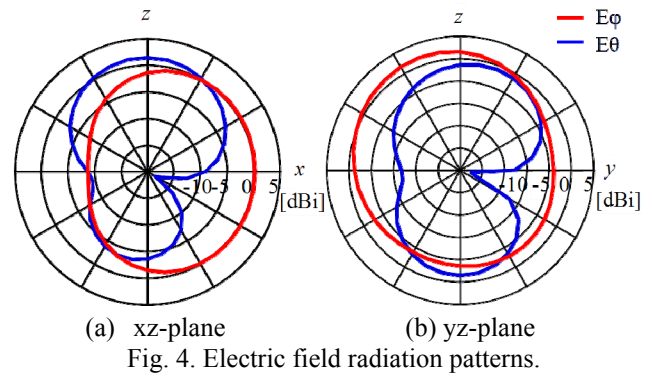 z
z
Eφ
Eθ
x
-10-5 0 5
[dBi]
y
-10-5 0 5
[dBi]
(a) xz-plane
(b) yz-plane
Fig. 4. Electric field radiation patterns.